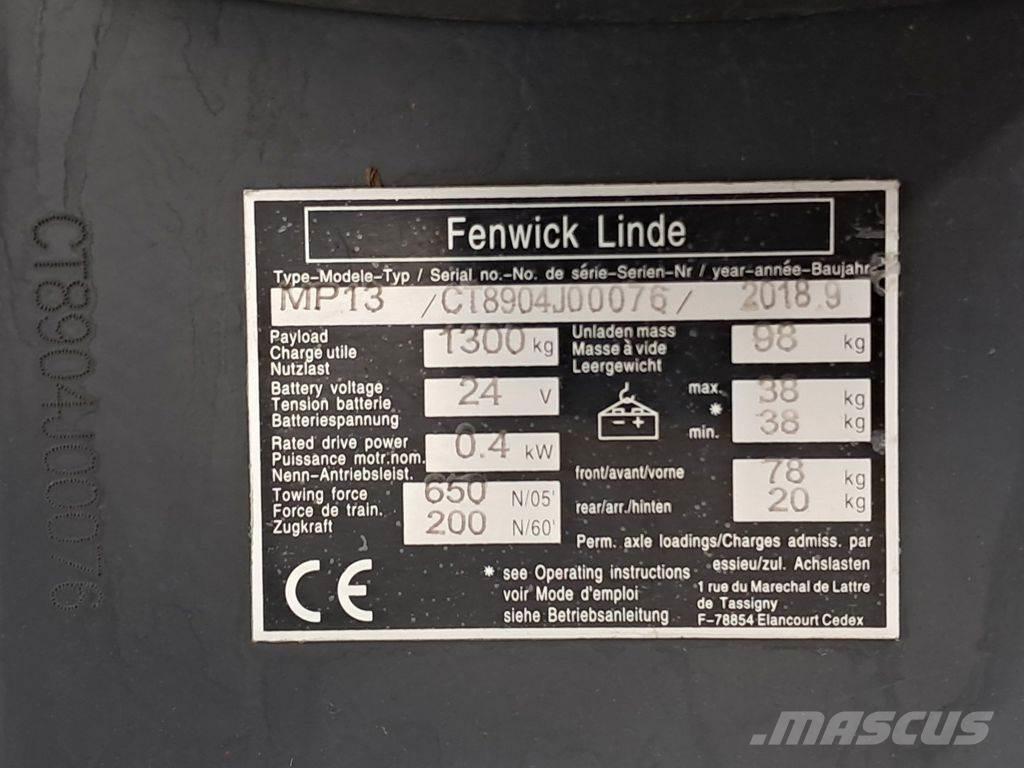 CT8904J00076
Fenwick Linde
Type-Modele-Typ / Serial no.-No. de série-Serien-Nr / year-année-Baujahr
MP13 /CT8904J00076/ 2018.9
Payload
Charge utile
Nutzlast
1300 kg
Unladen mass
Masse à vide
Leergewicht
98 kg
Battery voltage
Tension batterie
Batteriespannung
24 V
- +
max.
*
min.
38 kg
38 kg
Rated drive power
Puissance motr.nom.
Nenn-Antriebsleist.
0.4 kW
front/avant/vorne
78 kg
Towing force
Force de train.
Zugkraft
650 N/05'
200 N/60'
rear/arr./hinten
20 kg
Perm. axle loadings/Charges admiss. par
essieu/zul. Achslasten
CE
* see Operating instructions
voir Mode d'emploi
siehe Betriebsanleitung
1 rue du Marechal de Lattre
de Tassigny
F-78854 Elancourt Cedex
MASCUS